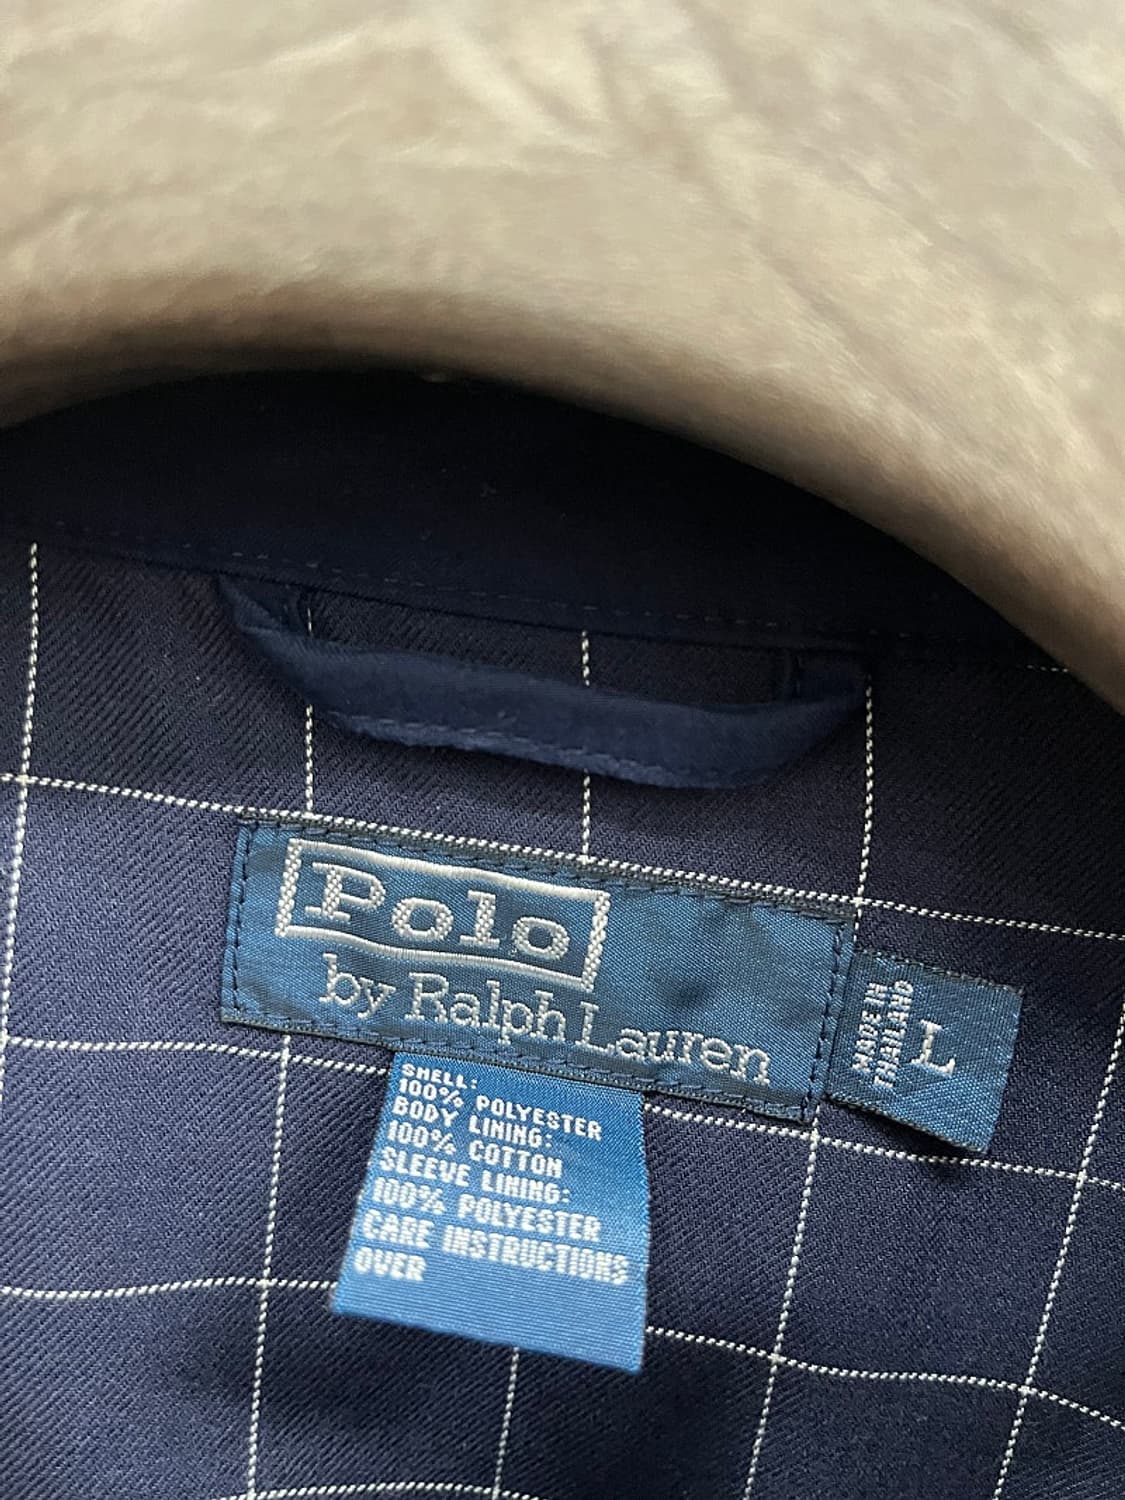 Polo
by Ralph Lauren
MADE IN
THAILAND
L
SHELL:
100% POLYESTER
BODY LINING:
100% COTTON
SLEEVE LINING:
100% POLYESTER
CARE INSTRUCTIONS
OVER